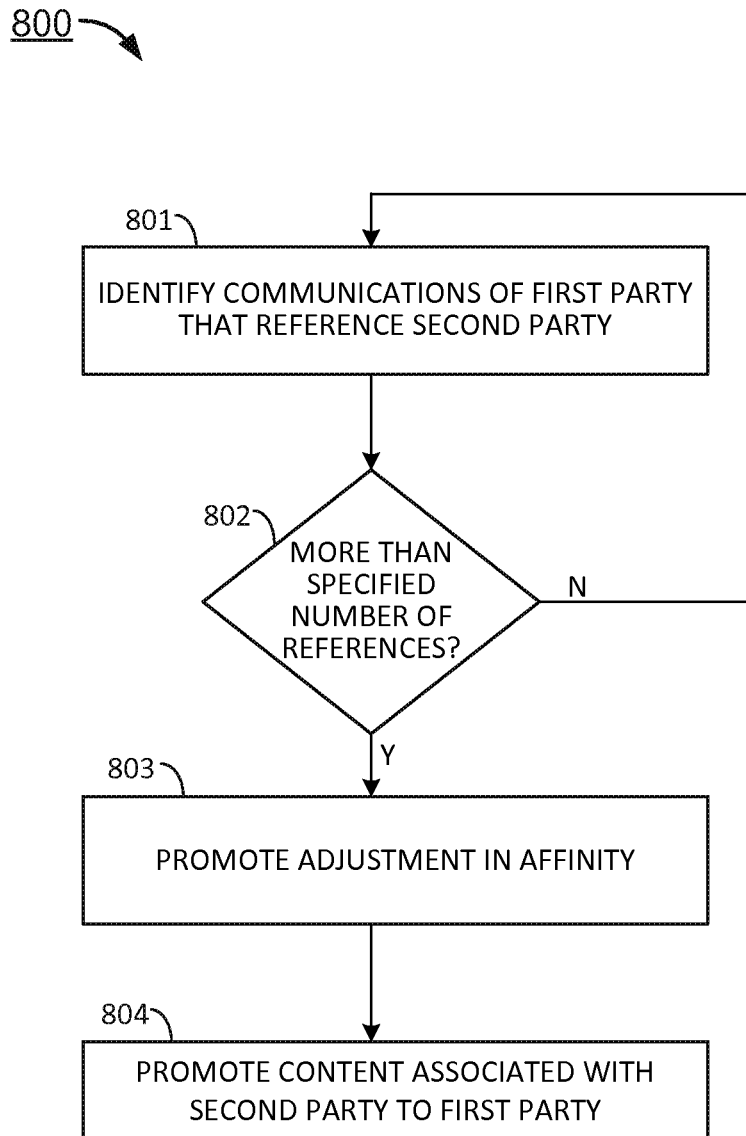 800
801
IDENTIFY COMMUNICATIONS OF FIRST PARTY
THAT REFERENCE SECOND PARTY
802
MORE THAN
SPECIFIED
NUMBER OF
REFERENCES?
N
Y
803
PROMOTE ADJUSTMENT IN AFFINITY
804
PROMOTE CONTENT ASSOCIATED WITH
SECOND PARTY TO FIRST PARTY